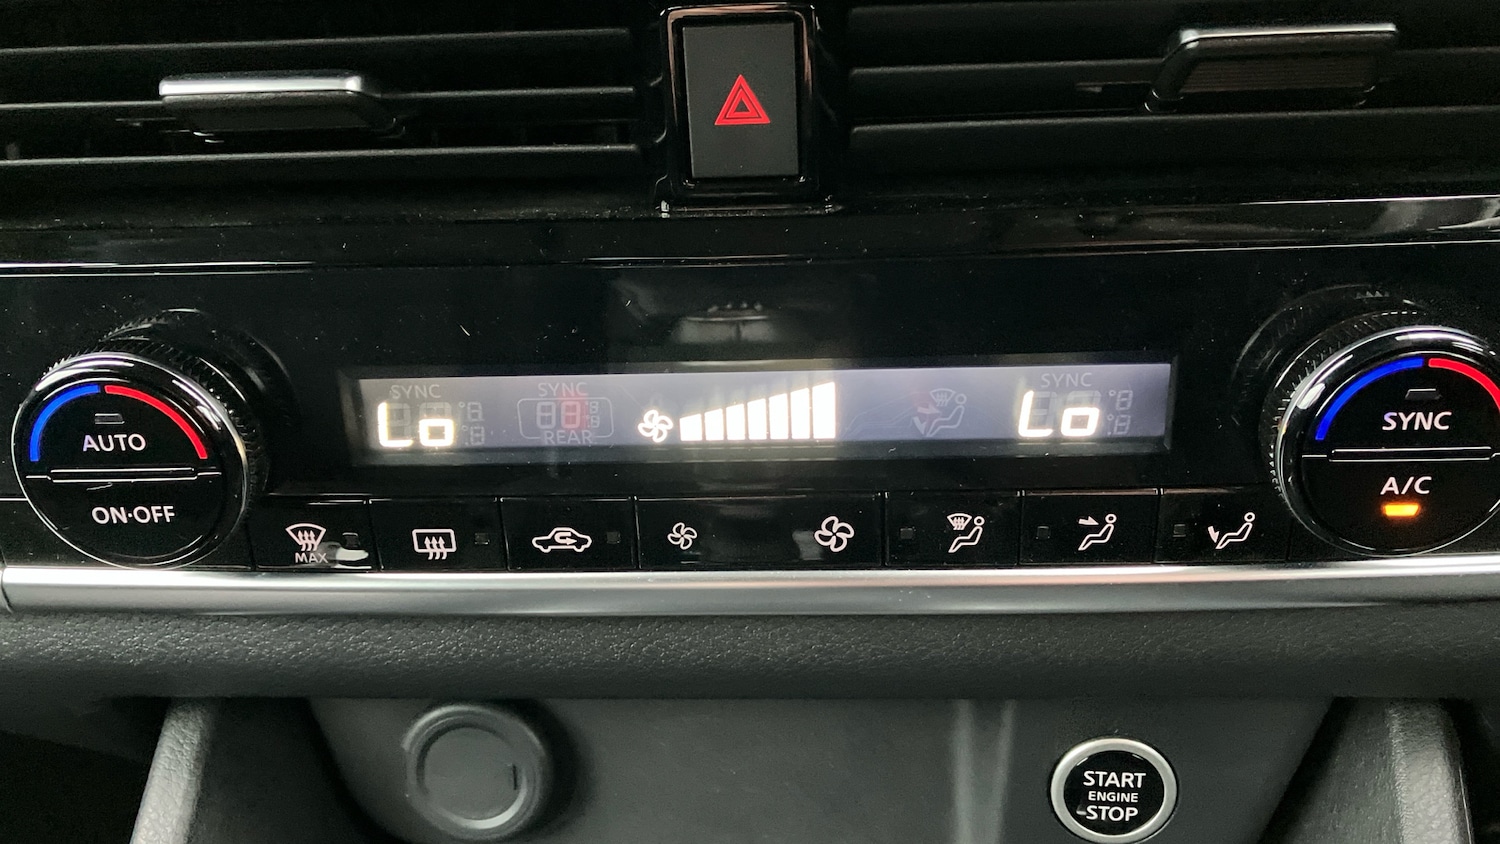 SYNC
SYNC
SYNC
Lo
REAR
Lo
AUTO
ON·OFF
SYNC
A/C
MAX
START
ENGINE
STOP